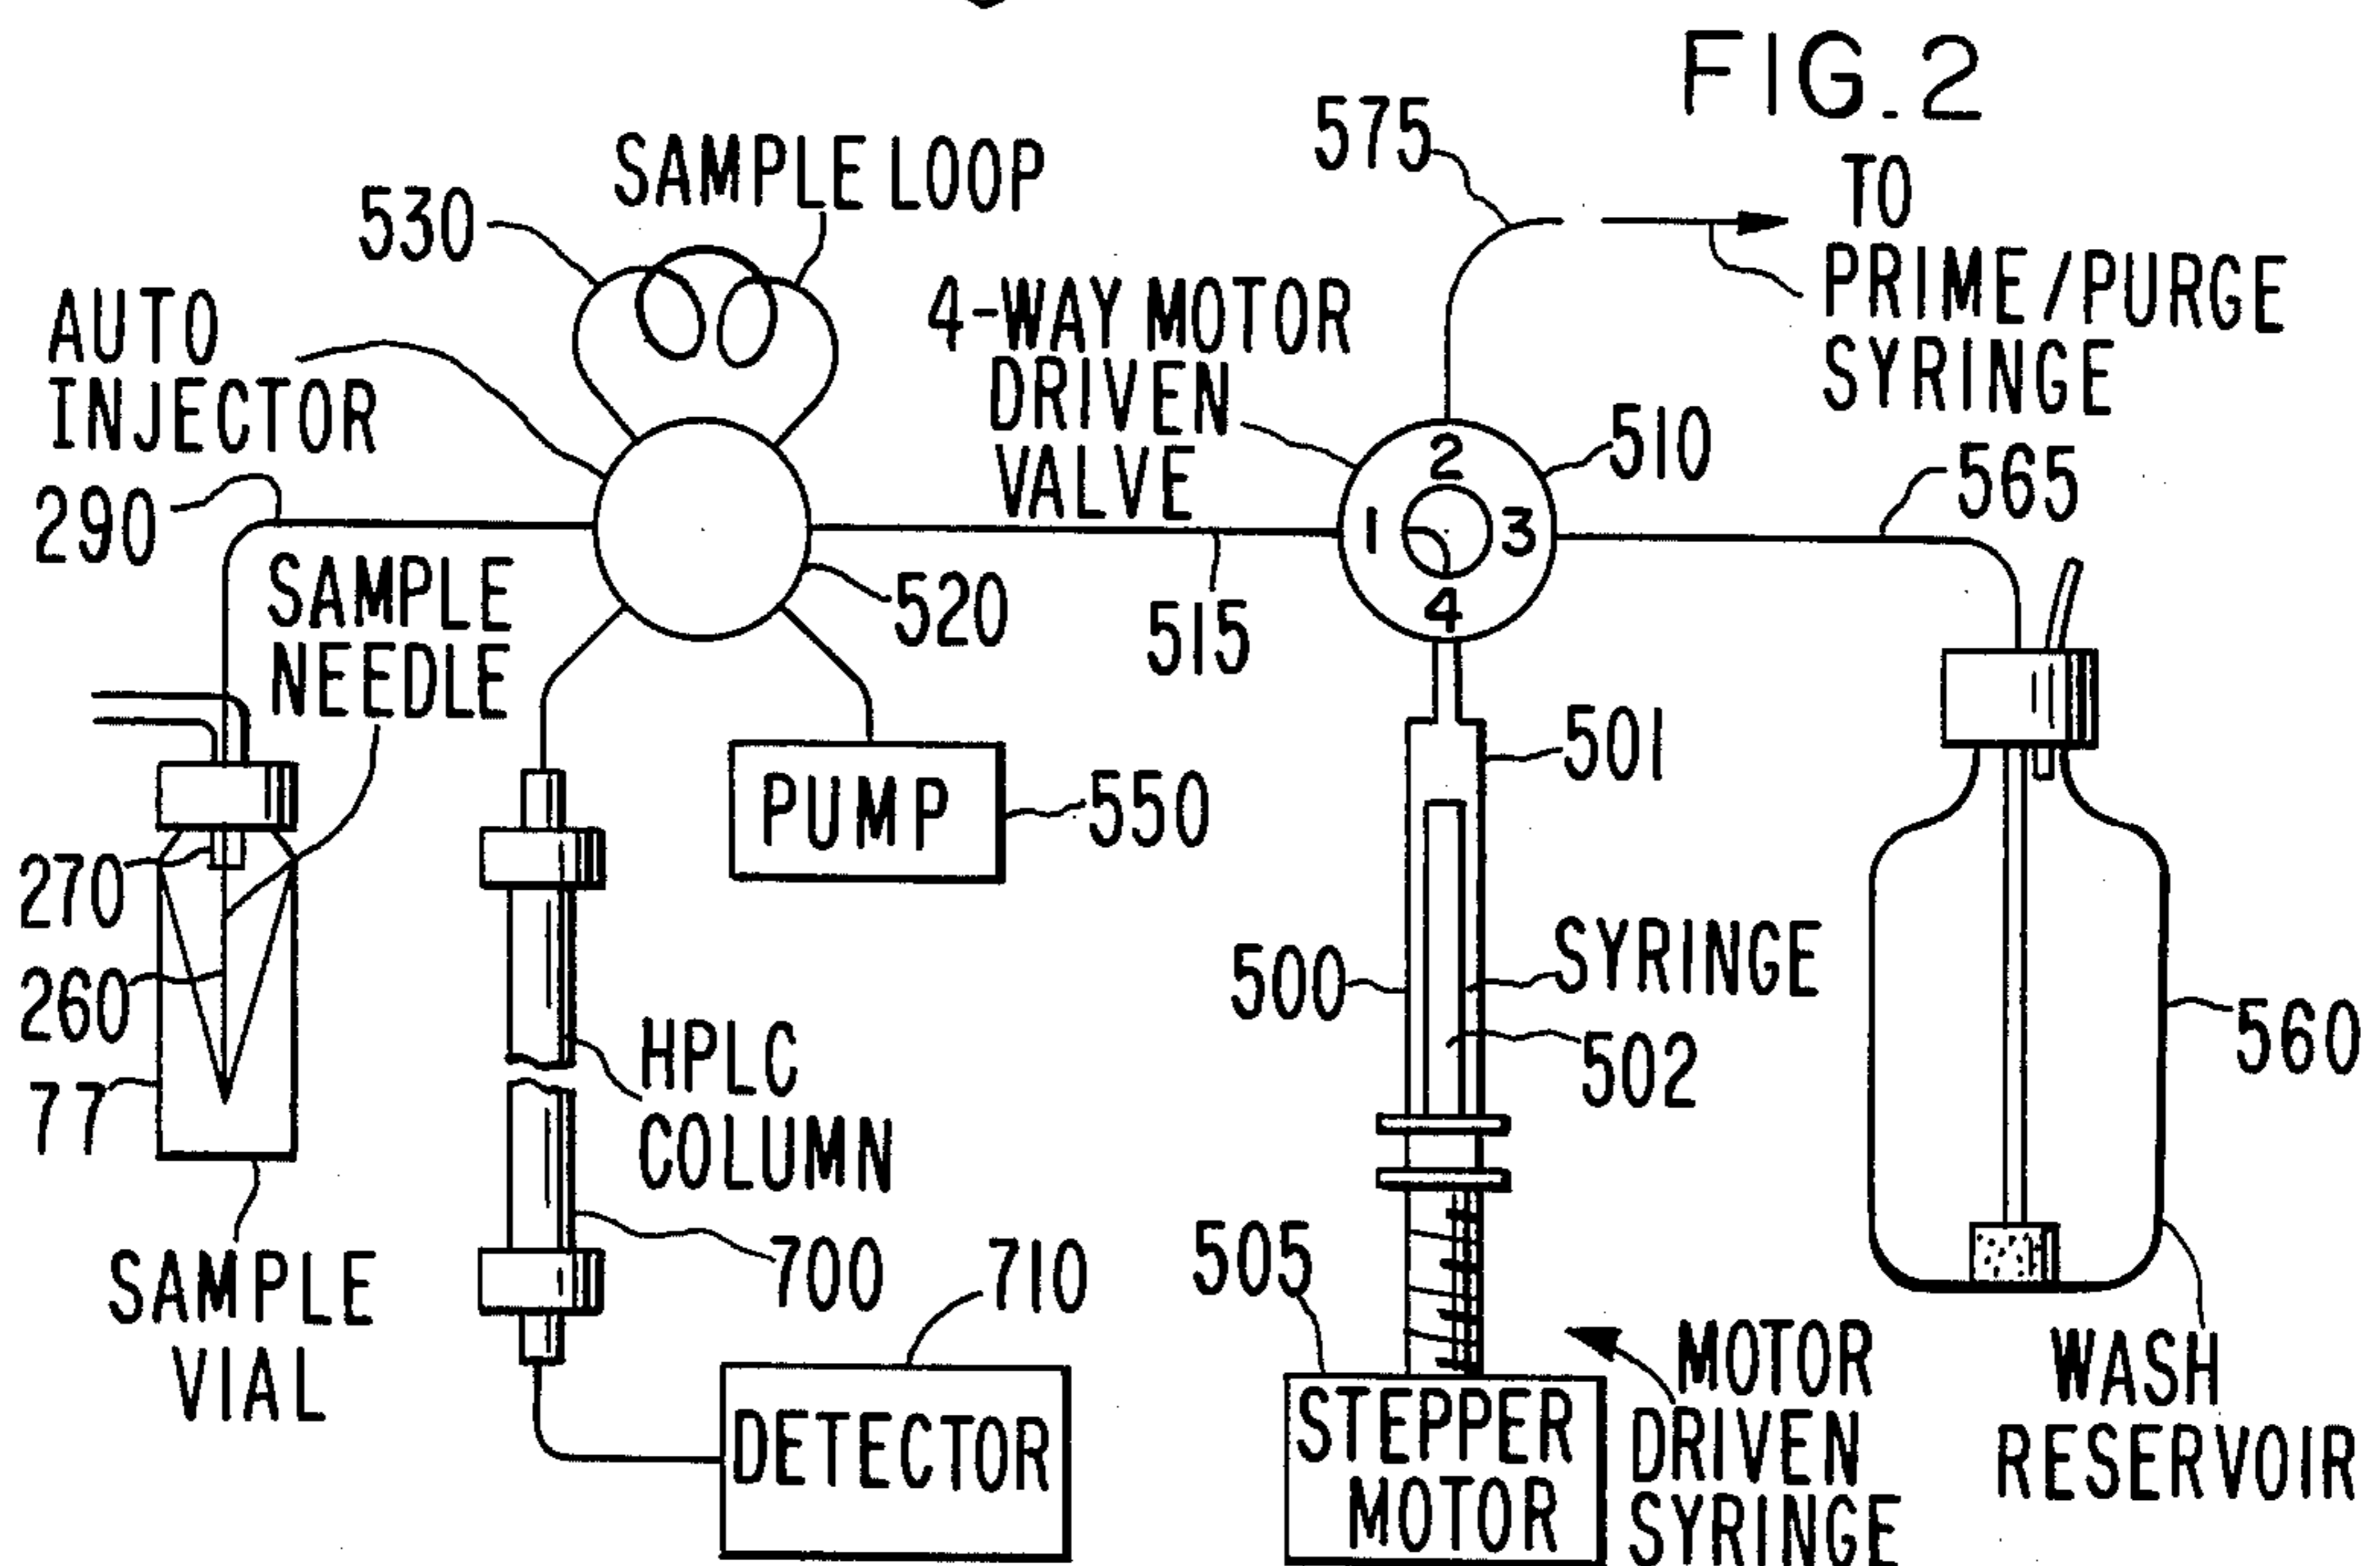 FIG. 2
575
TO
PRIME/PURGE
SYRINGE
SAMPLE LOOP
530
AUTO
INJECTOR
4-WAY MOTOR
DRIVEN
VALVE
510
2
1 3
4
565
290
SAMPLE
NEEDLE
520
515
501
PUMP
550
270
260
77
500
SYRINGE
502
560
HPLC
COLUMN
700
710
505
SAMPLE
VIAL
DETECTOR
STEPPER
MOTOR
MOTOR
DRIVEN
SYRINGE
WASH
RESERVOIR